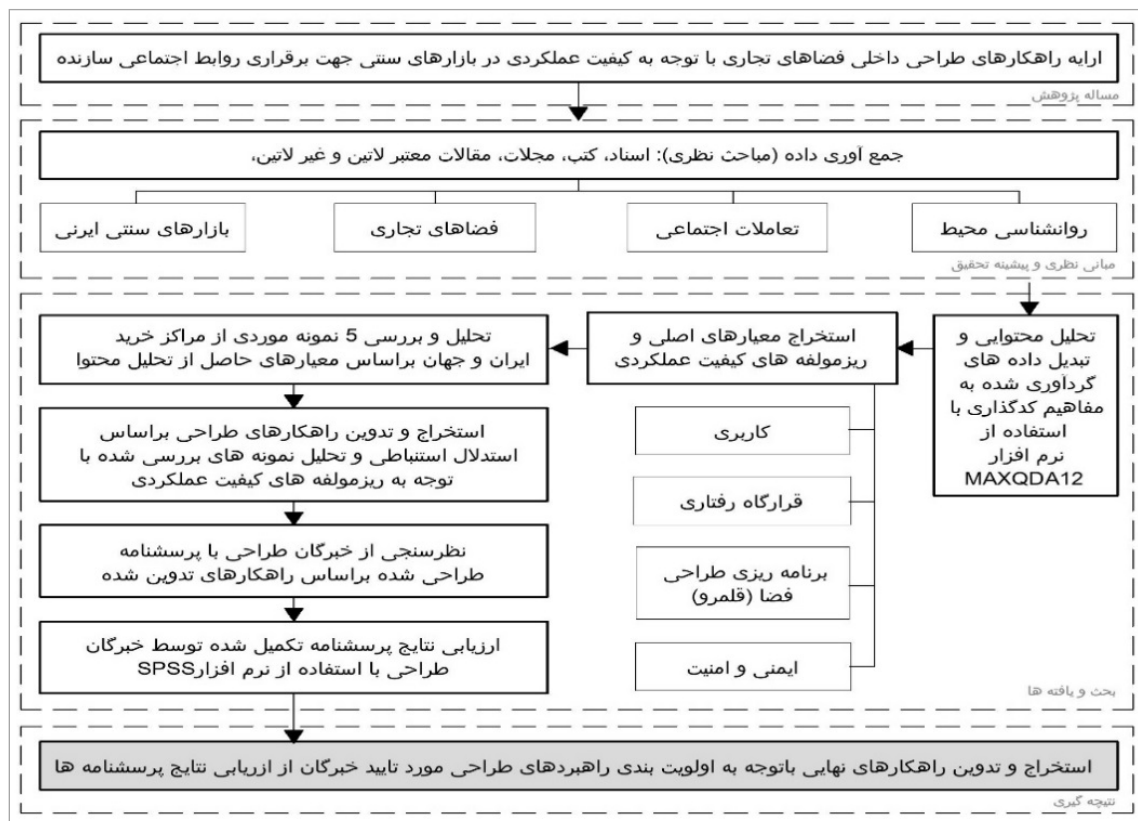 ارایه راهکارهای طراحی داخلی فضاهای تجاری با توجه به کیفیت عملکردی در بازارهای سنتی جهت برقراری روابط اجتماعی سازنده
مساله پژوهش
جمع آوری داده (مباحث نظری): اسناد، کتب، مجلات، مقالات معتبر لاتین و غیر لاتین،
روانشناسی محیط
تعاملات اجتماعی
فضاهای تجاری
بازارهای سنتی ایرنی
مبانی نظری و پیشینه تحقیق
تحلیل محتوایی و
تبدیل داده های
گردآوری شده به
مفاهیم کدگذاری با
استفاده از
نرم افزار
MAXQDA12
استخراج معیارهای اصلی و
ریزمولفه های کیفیت عملکردی
کاربری
قرارگاه رفتاری
برنامه ریزی طراحی
فضا (قلمرو)
ایمنی و امنیت
تحلیل و بررسی 5 نمونه موردی از مراکز خرید
ایران و جهان براساس معیارهای حاصل از تحلیل محتوا
استخراج و تدوین راهکارهای طراحی براساس
استدلال استنباطی و تحلیل نمونه های بررسی شده با
توجه به ریزمولفه های کیفیت عملکردی
نظرسنجی از خبرگان طراحی با پرسشنامه
طراحی شده براساس راهکارهای تدوین شده
ارزیابی نتایج پرسشنامه تکمیل شده توسط خبرگان
طراحی با استفاده از نرم افزارSPSS
بحث و یافته ها
استخراج و تدوین راهکارهای نهایی باتوجه به اولویت بندی راهبردهای طراحی مورد تایید خبرگان از ازریابی نتایج پرسشنامه ها
نتیجه گیری